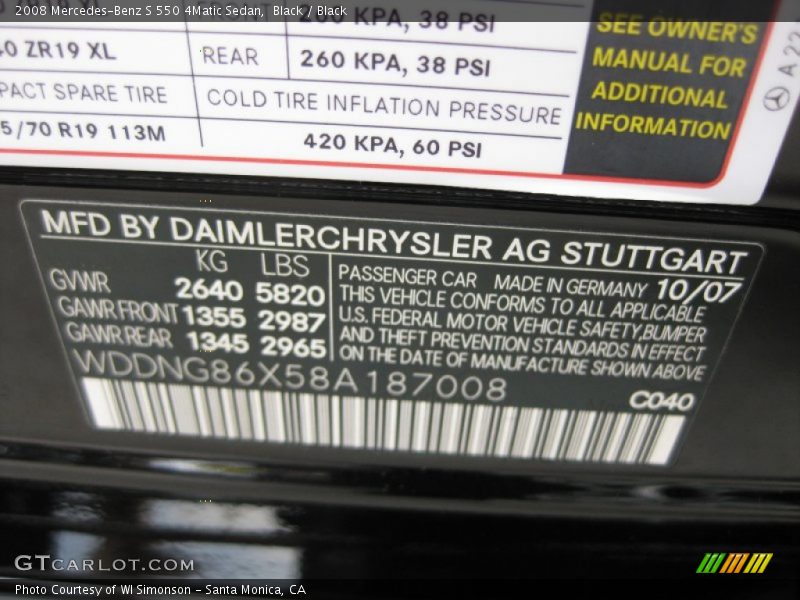 2008 Mercedes-Benz S 550 4Matic Sedan, Black / Black
KPA, 38 PSI
ZR19 XL
REAR
260 KPA, 38 PSI
SPARE TIRE
COLD TIRE INFLATION PRESSURE
5/70 R19 113M
420 KPA, 60 PSI
SEE OWNER'S
MANUAL FOR
ADDITIONAL
INFORMATION
MFD BY DAIMLERCHRYSLER AG STUTTGART
KG LBS
GVWR 2640 5820
GAWR FRONT 1355 2987
GAWR REAR 1345 2965
PASSENGER CAR MADE IN GERMANY 10/07
THIS VEHICLE CONFORMS TO ALL APPLICABLE
U.S. FEDERAL MOTOR VEHICLE SAFETY, BUMPER
AND THEFT PREVENTION STANDARDS IN EFFECT
ON THE DATE OF MANUFACTURE SHOWN ABOVE
WDDNG86X58A187008
C040
GTCARLOT.COM
Photo Courtesy of WI Simonson - Santa Monica, CA